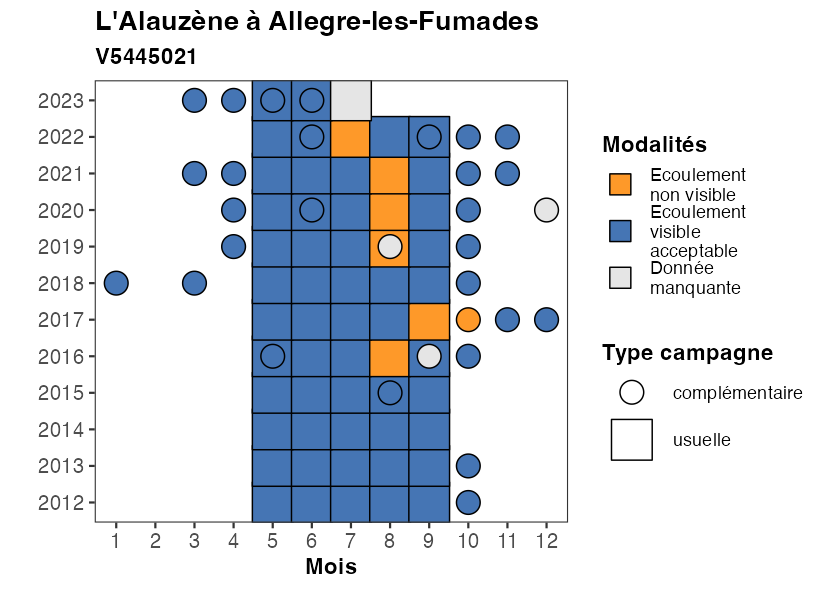 L'Alauzène à Allegre-les-Fumades
V5445021
2023
2022
2021
2020
2019
2018
2017
2016
2015
2014
2013
2012
1 2 3 4 5 6 7 8 9 10 11 12
Mois
Modalités
Ecoulement
non visible
Ecoulement
visible
acceptable
Donnée
manquante
Type campagne
complémentaire
usuelle